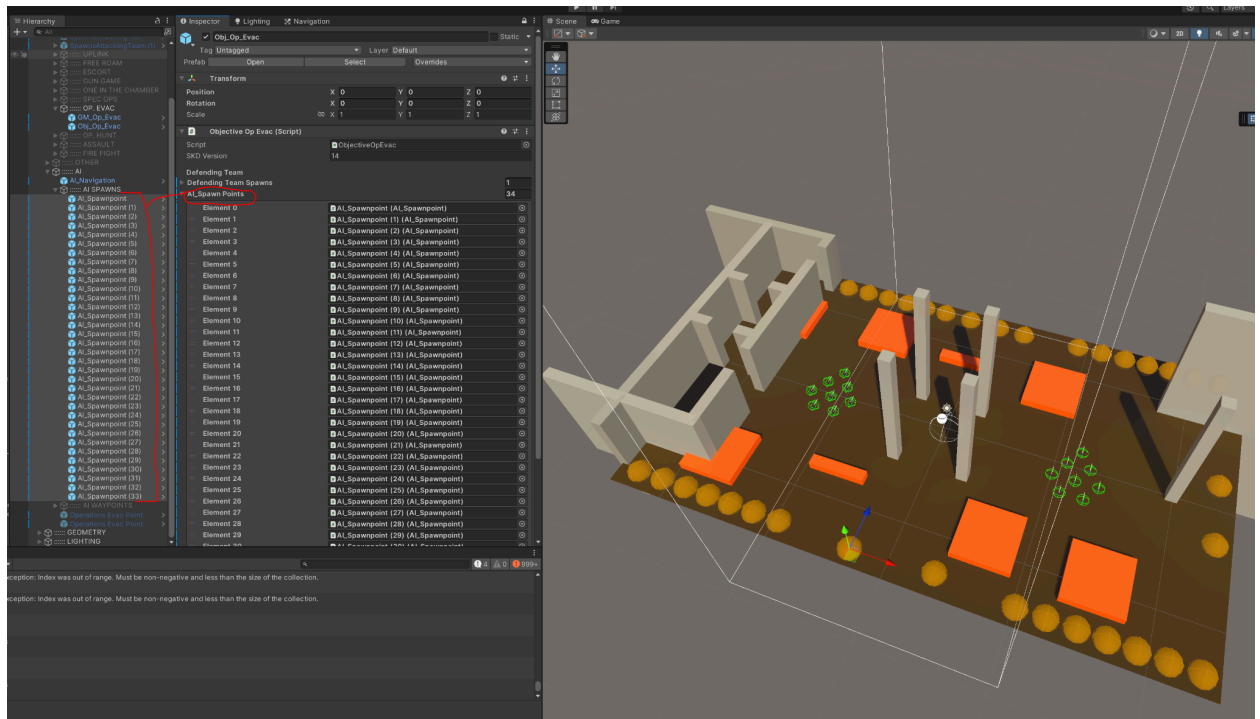 Hierarchy
All
SpawnAttackingTeam (1)
:::::: UPLINK
:::::: FREE ROAM
:::::: ESCORT
:::::: GUN GAME
:::::: ONE IN THE CHAMBER
:::::: SPEC OPS
:::::: OP. EVAC
GM_Op_Evac
Obj_Op_Evac
:::::: OP. HUNT
:::::: ASSAULT
:::::: FIRE FIGHT
:::::: OTHER
:::::: AI
AI_Navigation
:::::: AI SPAWNS
AI_Spawnpoint
AI_Spawnpoint (1)
AI_Spawnpoint (2)
AI_Spawnpoint (3)
AI_Spawnpoint (4)
AI_Spawnpoint (5)
AI_Spawnpoint (6)
AI_Spawnpoint (7)
AI_Spawnpoint (8)
AI_Spawnpoint (9)
AI_Spawnpoint (10)
AI_Spawnpoint (11)
AI_Spawnpoint (12)
AI_Spawnpoint (13)
AI_Spawnpoint (14)
AI_Spawnpoint (15)
AI_Spawnpoint (16)
AI_Spawnpoint (17)
AI_Spawnpoint (18)
AI_Spawnpoint (19)
AI_Spawnpoint (20)
AI_Spawnpoint (21)
AI_Spawnpoint (22)
AI_Spawnpoint (23)
AI_Spawnpoint (24)
AI_Spawnpoint (25)
AI_Spawnpoint (26)
AI_Spawnpoint (27)
AI_Spawnpoint (28)
AI_Spawnpoint (29)
AI_Spawnpoint (30)
AI_Spawnpoint (31)
AI_Spawnpoint (32)
AI_Spawnpoint (33)
:::::: AI WAYPOINTS
Operations Evac Point
Operations Evac Point
:::::: GEOMETRY
:::::: LIGHTING
Inspector Lighting Navigation
Obj_Op_Evac Static
Tag Untagged Layer Default
Prefab Open Select Overrides
Transform
Position X 0 Y 0 Z 0
Rotation X 0 Y 0 Z 0
Scale X 1 Y 1 Z 1
Objective Op Evac (Script)
Script ObjectiveOpEvac
SKD Version 14
Defending Team
Defending Team Spawns 1
AI_Spawn Points 34
Element 0 AI_Spawnpoint (AI_Spawnpoint)
Element 1 AI_Spawnpoint (1) (AI_Spawnpoint)
Element 2 AI_Spawnpoint (2) (AI_Spawnpoint)
Element 3 AI_Spawnpoint (3) (AI_Spawnpoint)
Element 4 AI_Spawnpoint (4) (AI_Spawnpoint)
Element 5 AI_Spawnpoint (5) (AI_Spawnpoint)
Element 6 AI_Spawnpoint (6) (AI_Spawnpoint)
Element 7 AI_Spawnpoint (7) (AI_Spawnpoint)
Element 8 AI_Spawnpoint (8) (AI_Spawnpoint)
Element 9 AI_Spawnpoint (9) (AI_Spawnpoint)
Element 10 AI_Spawnpoint (10) (AI_Spawnpoint)
Element 11 AI_Spawnpoint (11) (AI_Spawnpoint)
Element 12 AI_Spawnpoint (12) (AI_Spawnpoint)
Element 13 AI_Spawnpoint (13) (AI_Spawnpoint)
Element 14 AI_Spawnpoint (14) (AI_Spawnpoint)
Element 15 AI_Spawnpoint (15) (AI_Spawnpoint)
Element 16 AI_Spawnpoint (16) (AI_Spawnpoint)
Element 17 AI_Spawnpoint (17) (AI_Spawnpoint)
Element 18 AI_Spawnpoint (18) (AI_Spawnpoint)
Element 19 AI_Spawnpoint (19) (AI_Spawnpoint)
Element 20 AI_Spawnpoint (20) (AI_Spawnpoint)
Element 21 AI_Spawnpoint (21) (AI_Spawnpoint)
Element 22 AI_Spawnpoint (22) (AI_Spawnpoint)
Element 23 AI_Spawnpoint (23) (AI_Spawnpoint)
Element 24 AI_Spawnpoint (24) (AI_Spawnpoint)
Element 25 AI_Spawnpoint (25) (AI_Spawnpoint)
Element 26 AI_Spawnpoint (26) (AI_Spawnpoint)
Element 27 AI_Spawnpoint (27) (AI_Spawnpoint)
Element 28 AI_Spawnpoint (28) (AI_Spawnpoint)
Element 29 AI_Spawnpoint (29) (AI_Spawnpoint)
Element 30 AI_Spawnpoint (30) (AI_Spawnpoint)
Scene Game
Layers
2D
4 0 999+
xception: Index was out of range. Must be non-negative and less than the size of the collection.
xception: Index was out of range. Must be non-negative and less than the size of the collection.